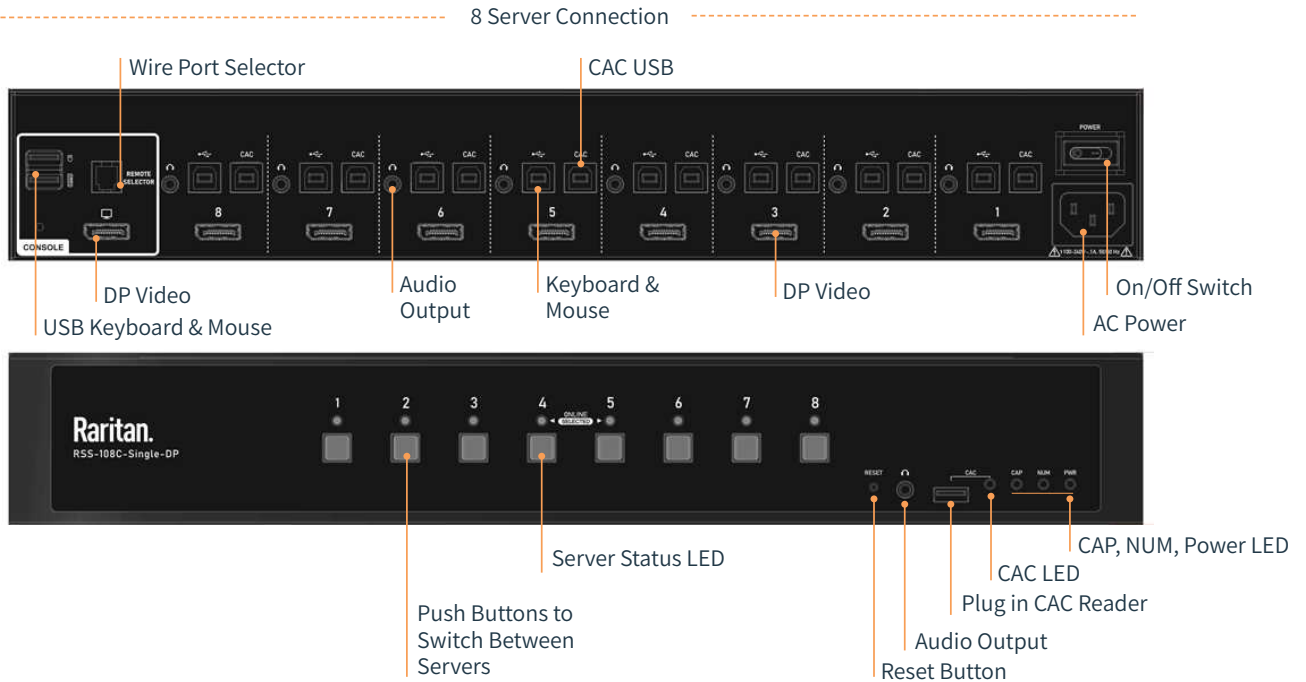 8 Server Connection
Wire Port Selector
CAC USB
POWER
REMOTE
SELECTOR
CAC
CAC
CAC
CAC
CAC
CAC
CAC
CAC
8
7
6
5
4
3
2
1
CONSOLE
DP Video
USB Keyboard & Mouse
Audio
Output
Keyboard &
Mouse
DP Video
On/Off Switch
AC Power
Raritan.
RSS-108C-Single-DP
1
2
3
4
5
6
7
8
ONLINE
SELECTED
RESET
CAC
CAP
NUM
PWR
Server Status LED
Push Buttons to
Switch Between
Servers
CAP, NUM, Power LED
CAC LED
Plug in CAC Reader
Audio Output
Reset Button